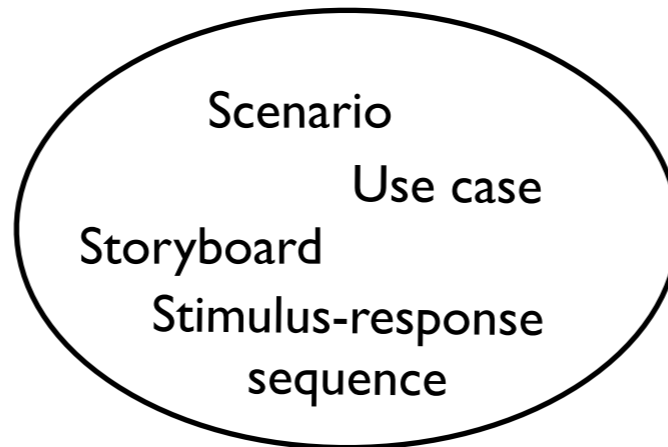 Scenario
Use case
Storyboard
Stimulus-response
sequence